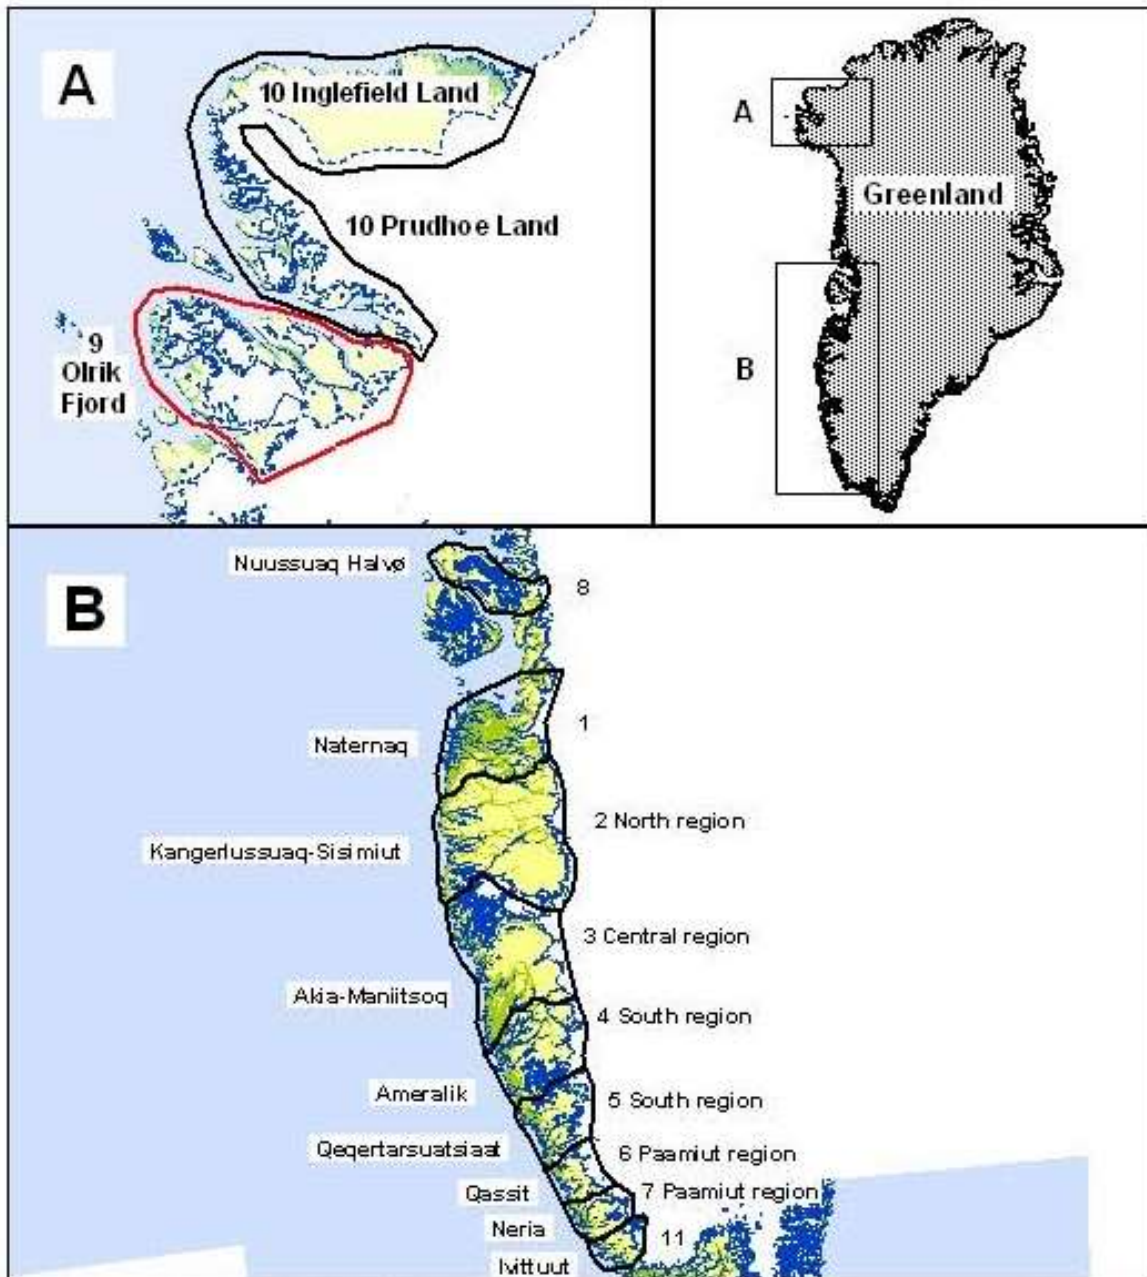 A
10 Inglefield Land
10 Prudhoe Land
9
Olrik
Fjord
A
Greenland
B
B
Nuussuaq Halvø
8
1
Naternaq
2 North region
Kangerlussuaq-Sisimiut
3 Central region
Akia-Maniitsoq
4 South region
Ameralik
5 South region
Qeqertarsuatsiaat
6 Paamiut region
Qassit
7 Paamiut region
Neria
11
Ivittuut